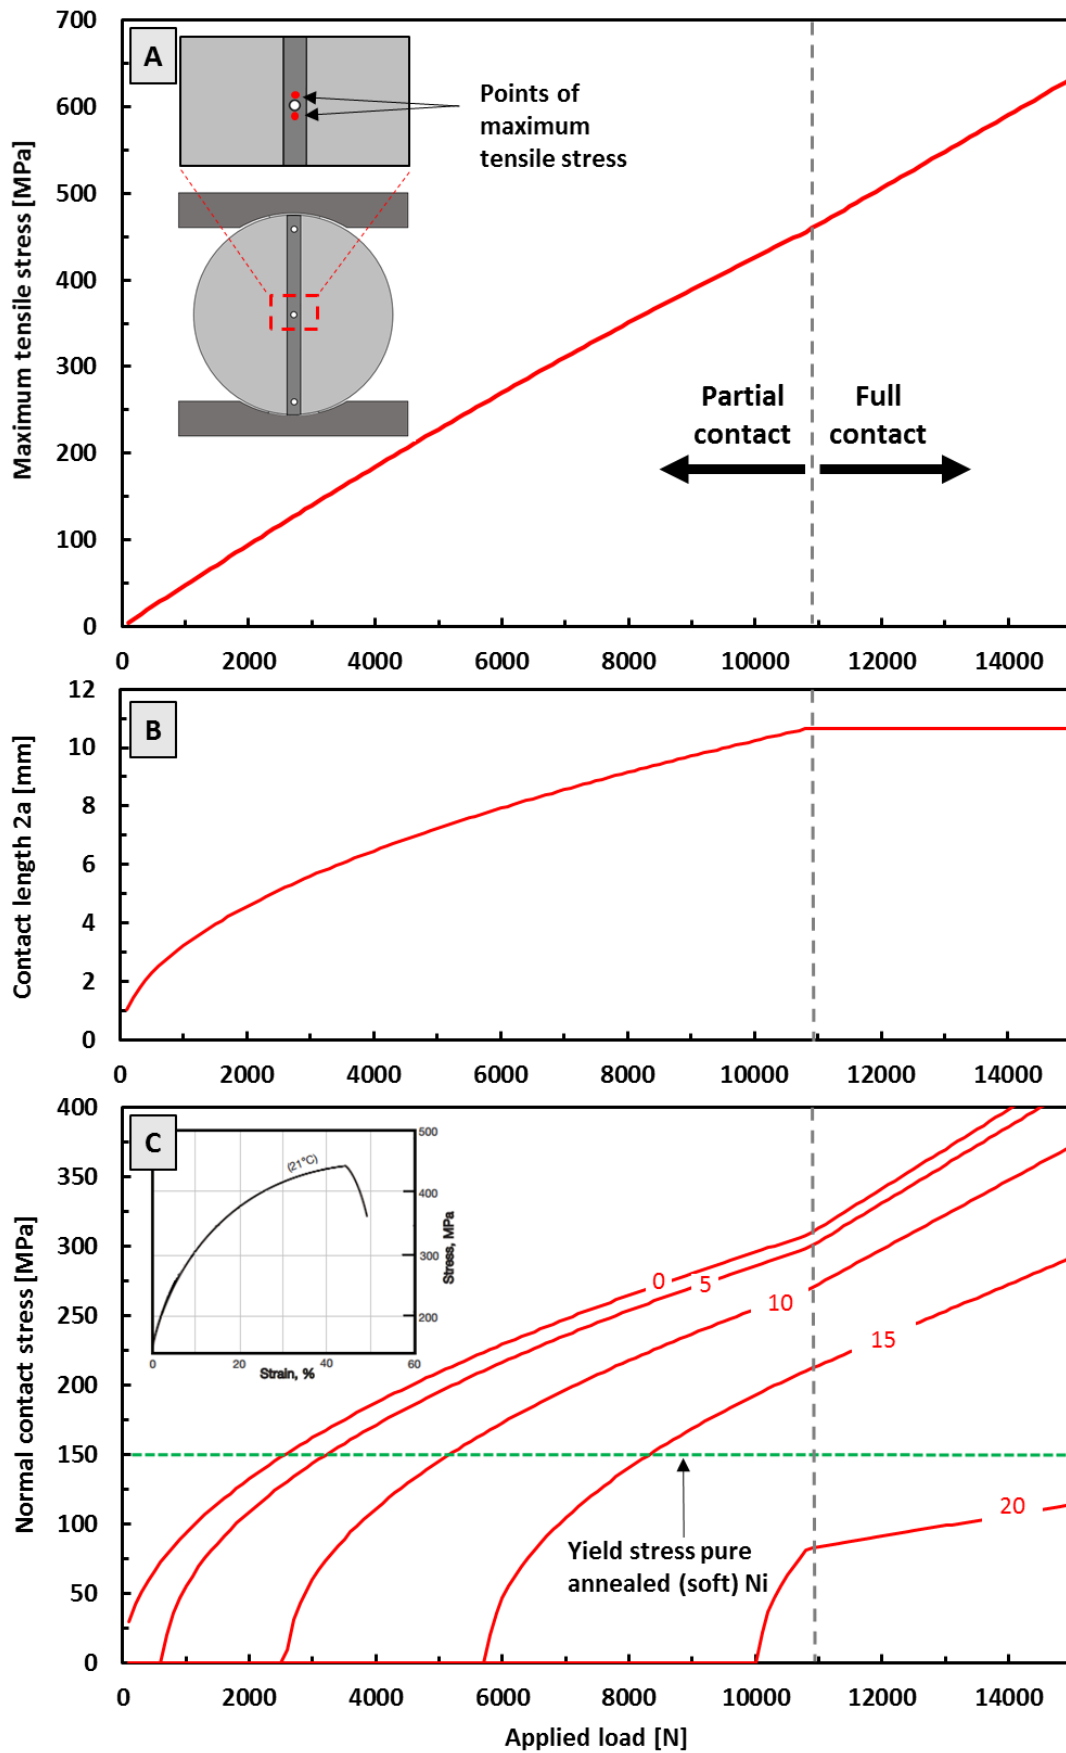 A
Points of
maximum
tensile stress
Partial
contact
Full
contact
Maximum tensile stress [MPa]
700
600
500
400
300
200
100
0
0 2000 4000 6000 8000 10000 12000 14000
B
Contact length 2a [mm]
12
10
8
6
4
2
0
0 2000 4000 6000 8000 10000 12000 14000
C
Normal contact stress [MPa]
400
350
300
250
200
150
100
50
0
(21°C)
500
400
300
200
Stress, MPa
0 20 40 60
Strain, %
0
5
10
15
20
Yield stress pure
annealed (soft) Ni
0 2000 4000 6000 8000 10000 12000 14000
Applied load [N]